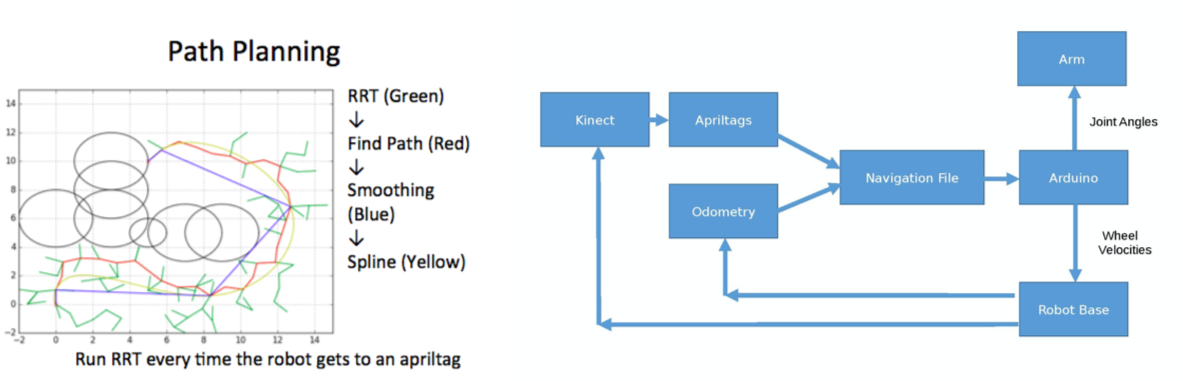 Path Planning
14
12
10
8
6
4
2
0
−2
−2 0 2 4 6 8 10 12 14
RRT (Green)
↓
Find Path (Red)
↓
Smoothing
(Blue)
↓
Spline (Yellow)
Run RRT every time the robot gets to an apriltag
Kinect
Apriltags
Odometry
Navigation File
Arm
Joint Angles
Arduino
Wheel
Velocities
Robot Base